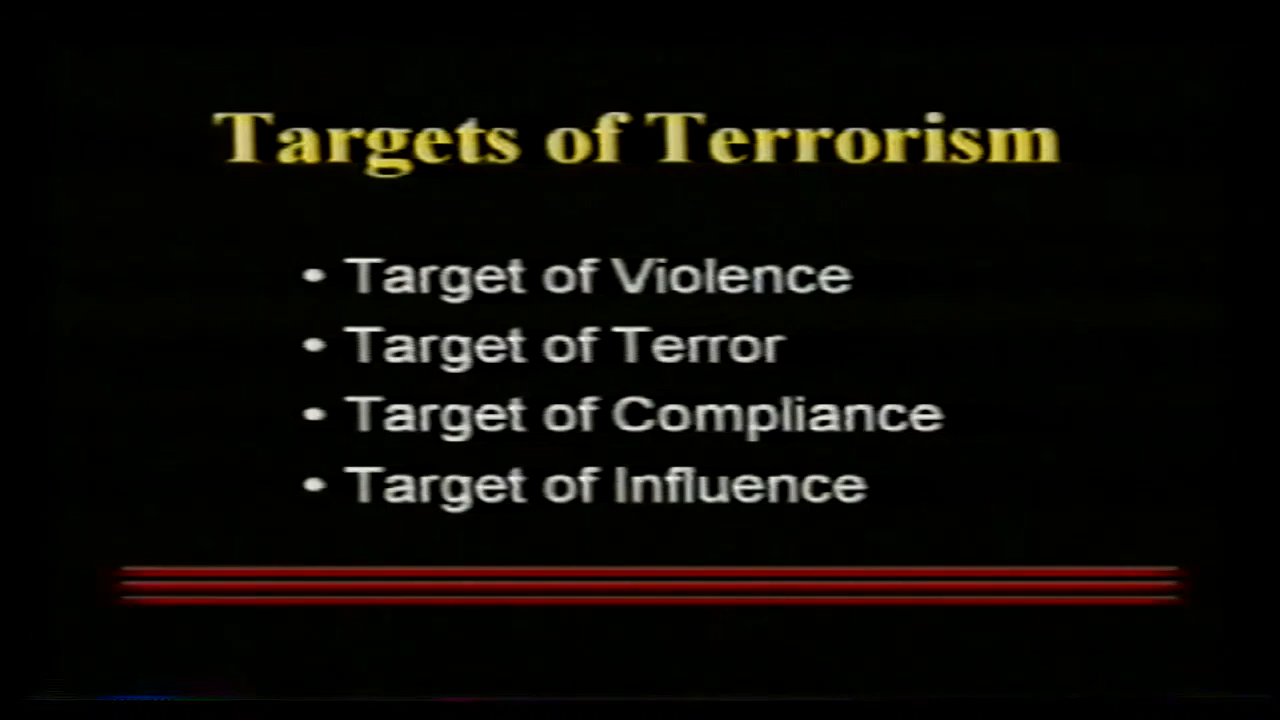 Targets of Terrorism
• Target of Violence
• Target of Terror
• Target of Compliance
• Target of Influence